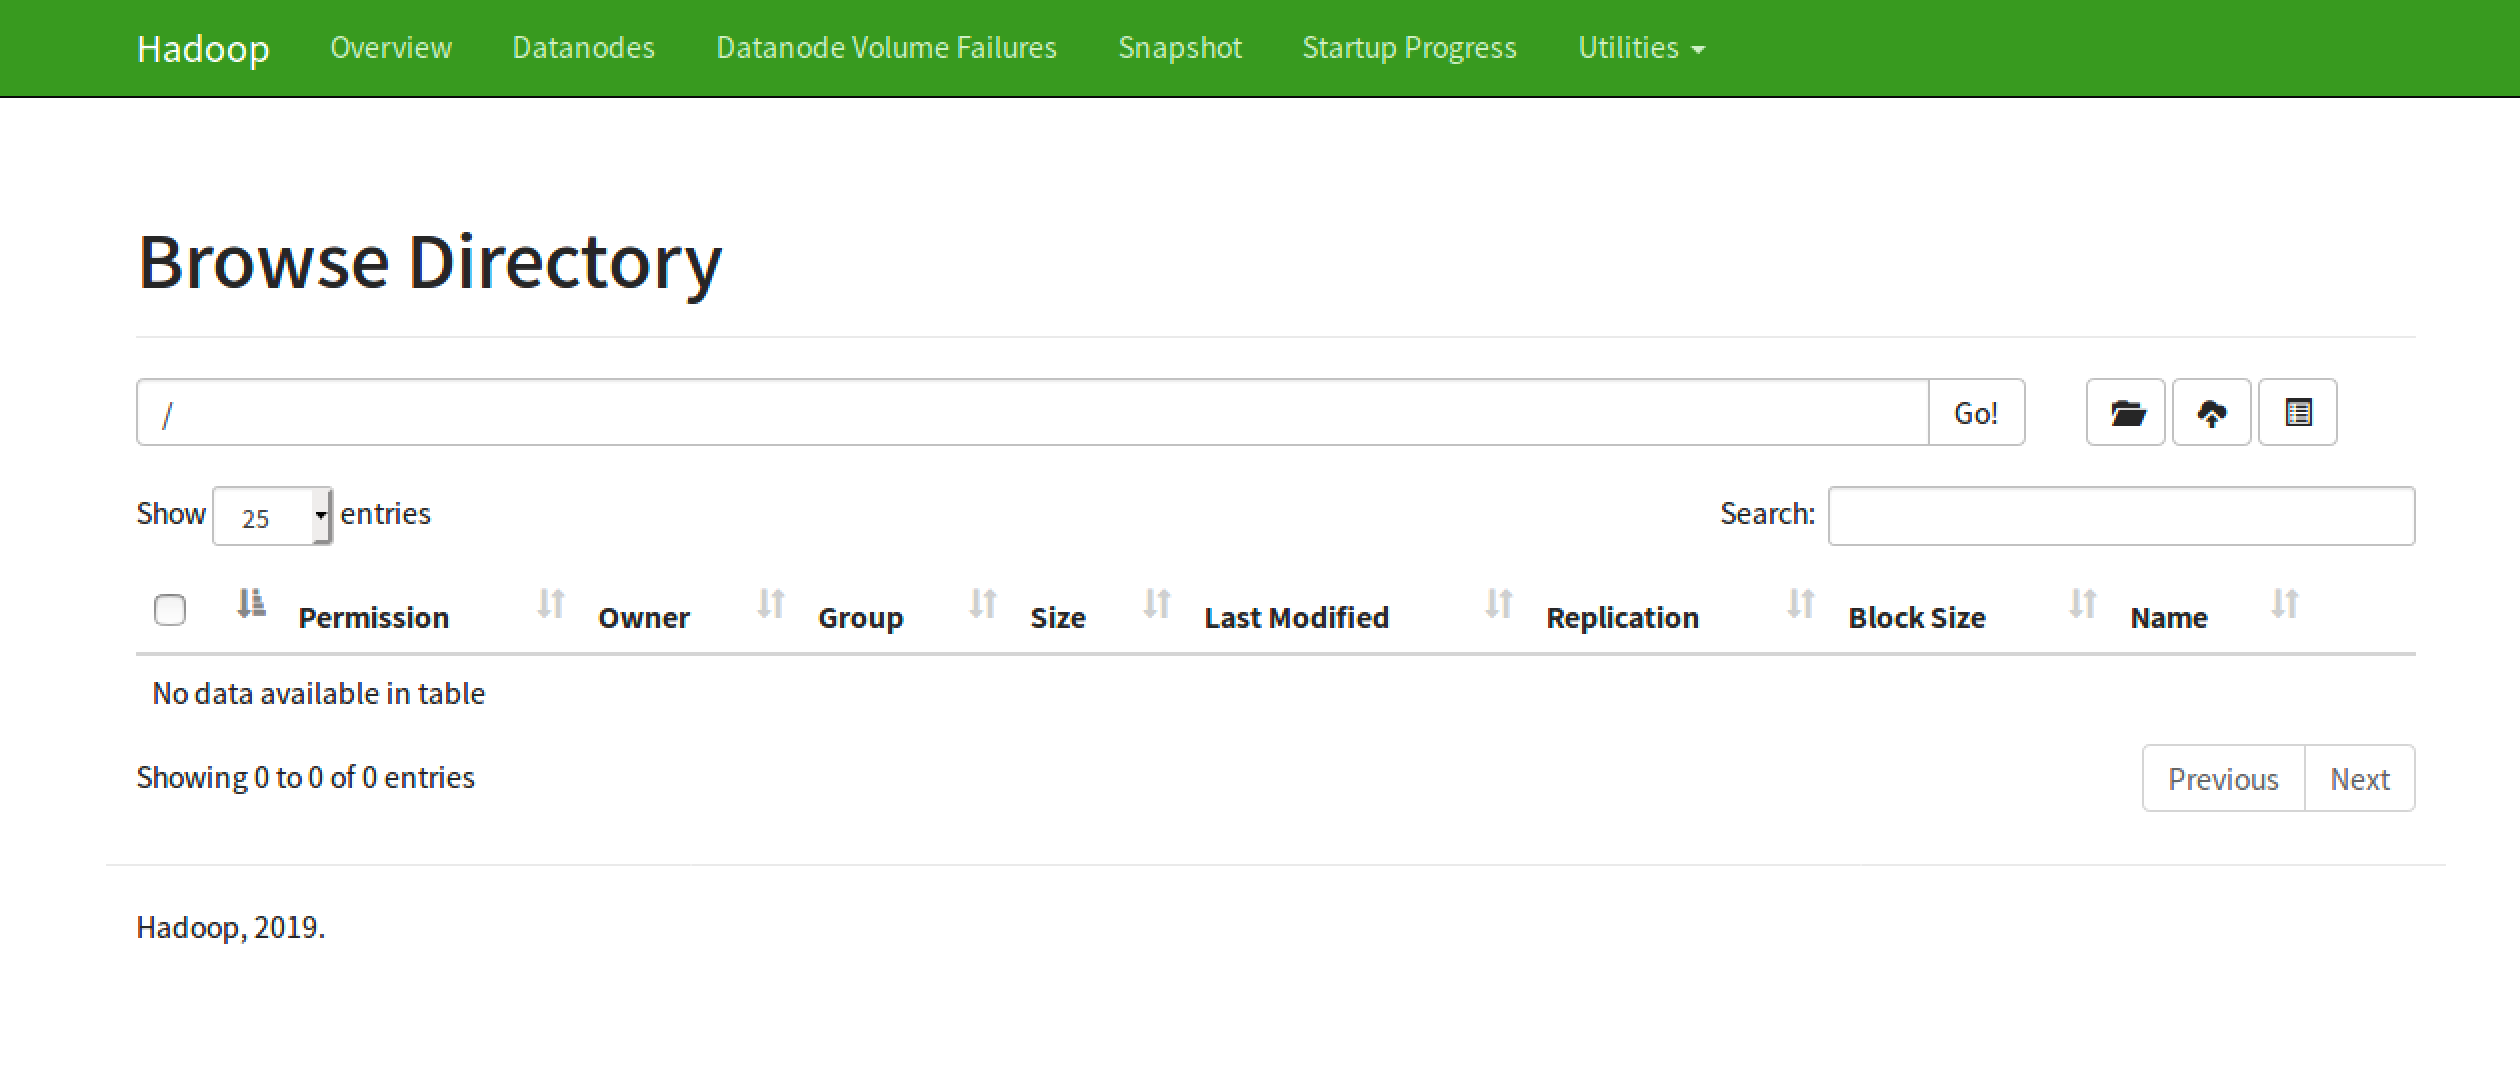 Hadoop Overview Datanodes Datanode Volume Failures Snapshot Startup Progress Utilities
Browse Directory
/ Go!
Show 25 entries Search:
Permission Owner Group Size Last Modified Replication Block Size Name
No data available in table
Showing 0 to 0 of 0 entries Previous Next
Hadoop, 2019.